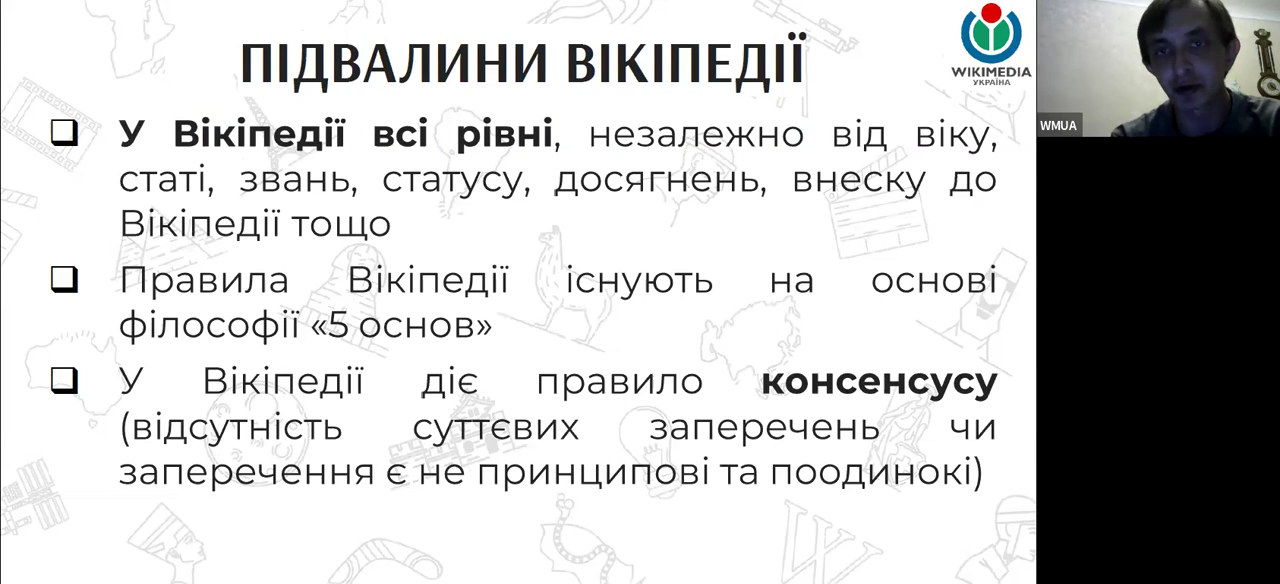 ПІДВАЛИНИ ВІКІПЕДІЇ
WIKIMEDIA
УКРАЇНА
WMUA
У Вікіпедії всі рівні, незалежно від віку,
статі, звань, статусу, досягнень, внеску до
Вікіпедії тощо
Правила Вікіпедії існують на основі
філософії «5 основ»
У Вікіпедії діє правило консенсусу
(відсутність суттєвих заперечень чи
заперечення є не принципові та поодинокі)